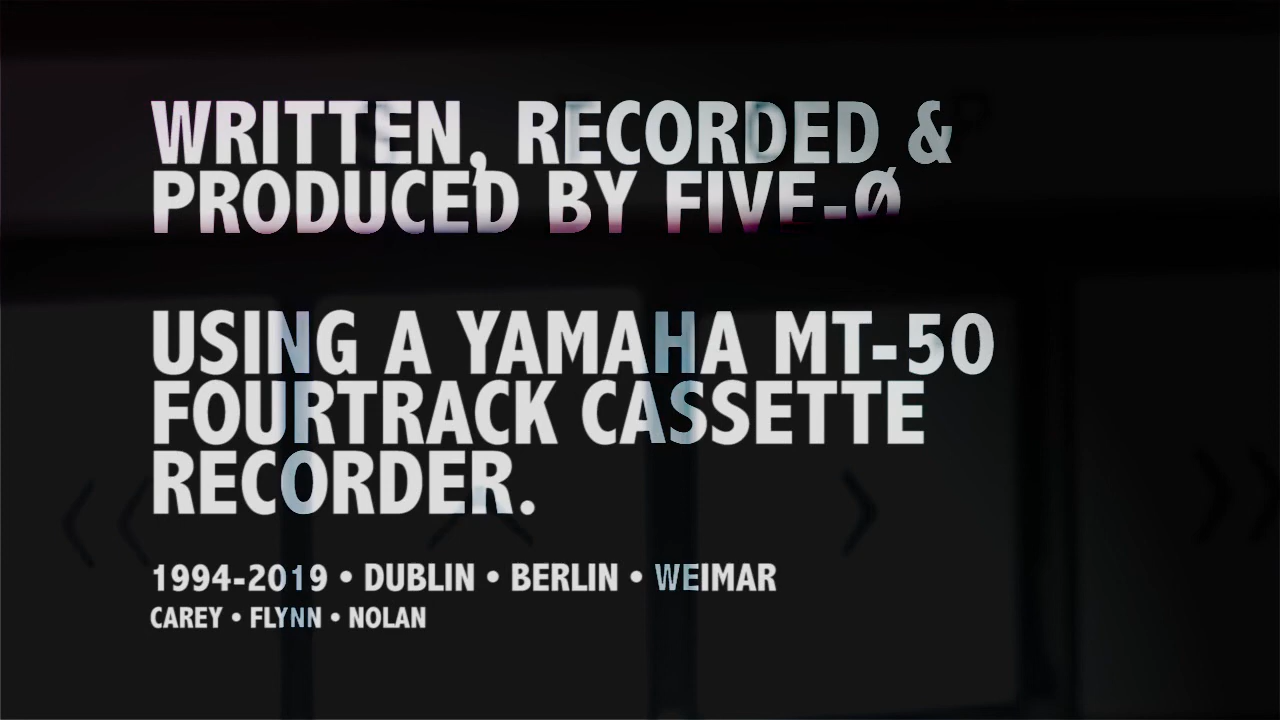 WRITTEN, RECORDED &
PRODUCED BY FIVE-Ø
USING A YAMAHA MT-50
FOURTRACK CASSETTE
RECORDER.
1994-2019 • DUBLIN • BERLIN • WEIMAR
CAREY • FLYNN • NOLAN